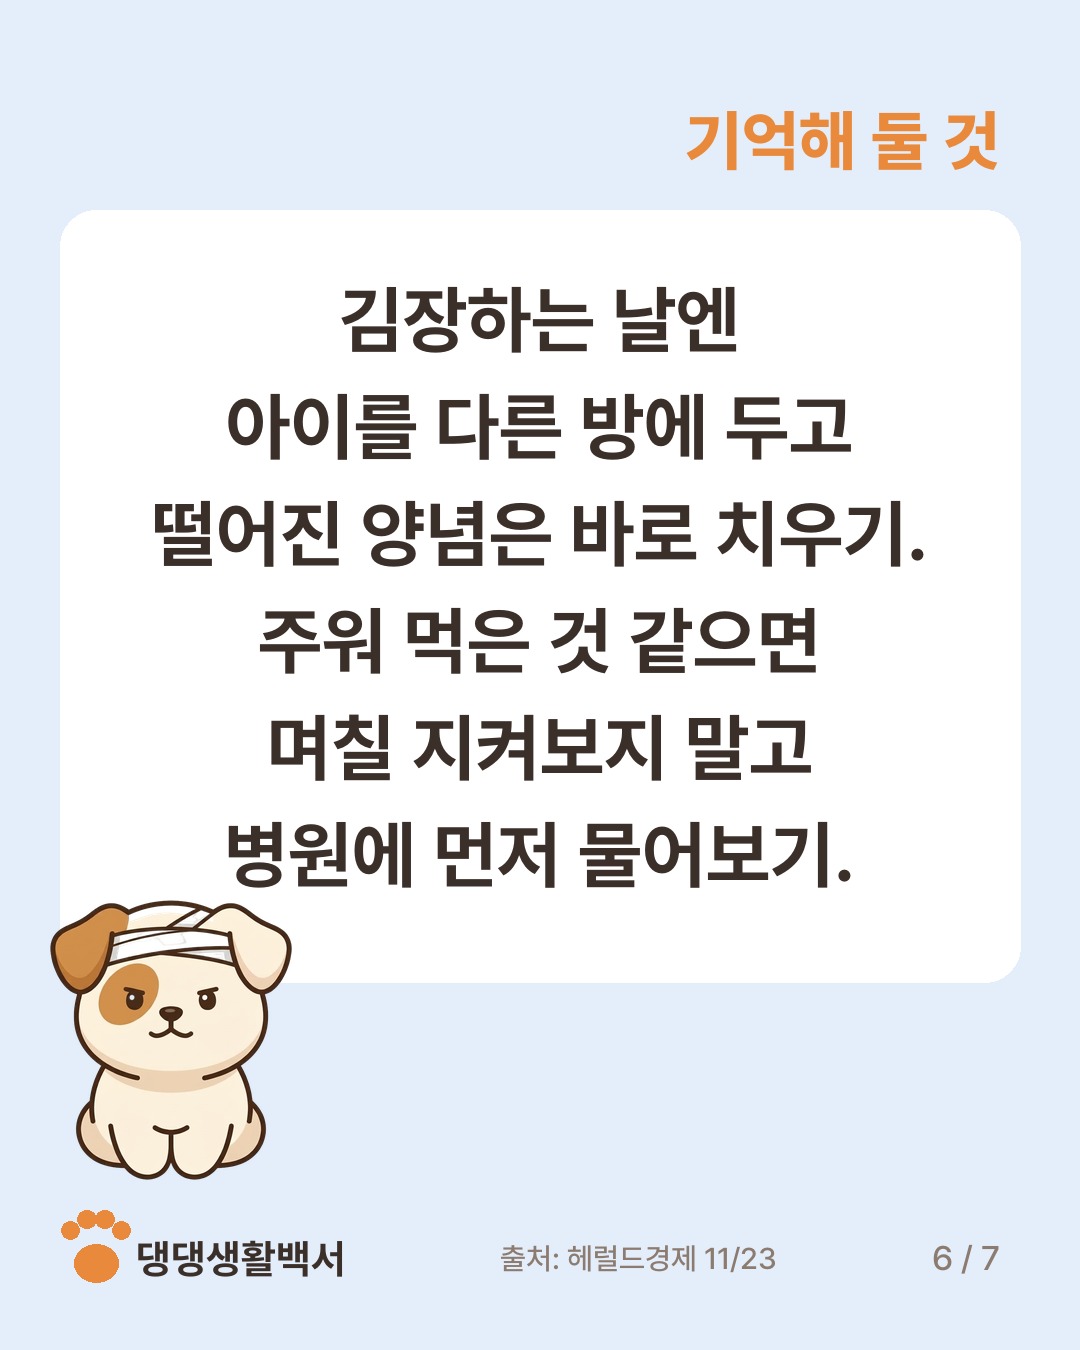 기억해 둘 것
김장하는 날엔
아이를 다른 방에 두고
떨어진 양념은 바로 치우기.
주워 먹은 것 같으면
며칠 지켜보지 말고
병원에 먼저 물어보기.
댕댕생활백서
출처: 헤럴드경제 11/23
6 / 7